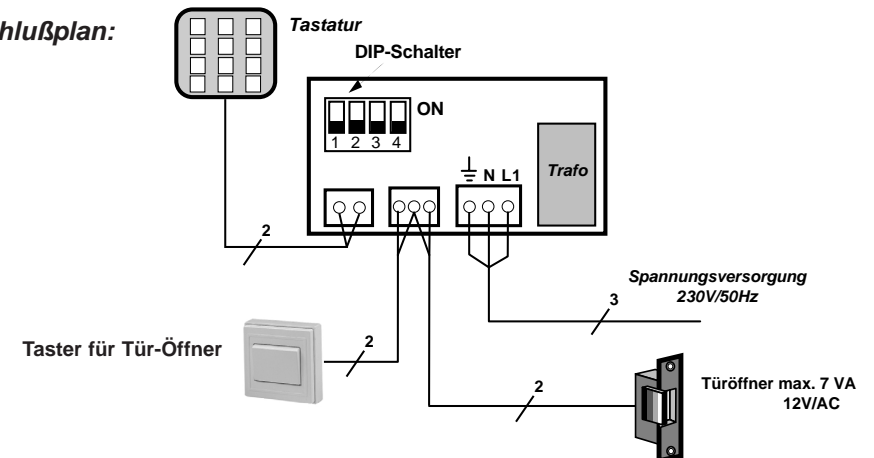 hlußplan:
Tastatur
DIP-Schalter
ON
1 2 3 4
N L1
Trafo
2
Spannungsversorgung
230V/50Hz
3
Taster für Tür-Öffner
2
2
Türöffner max. 7 VA
12V/AC